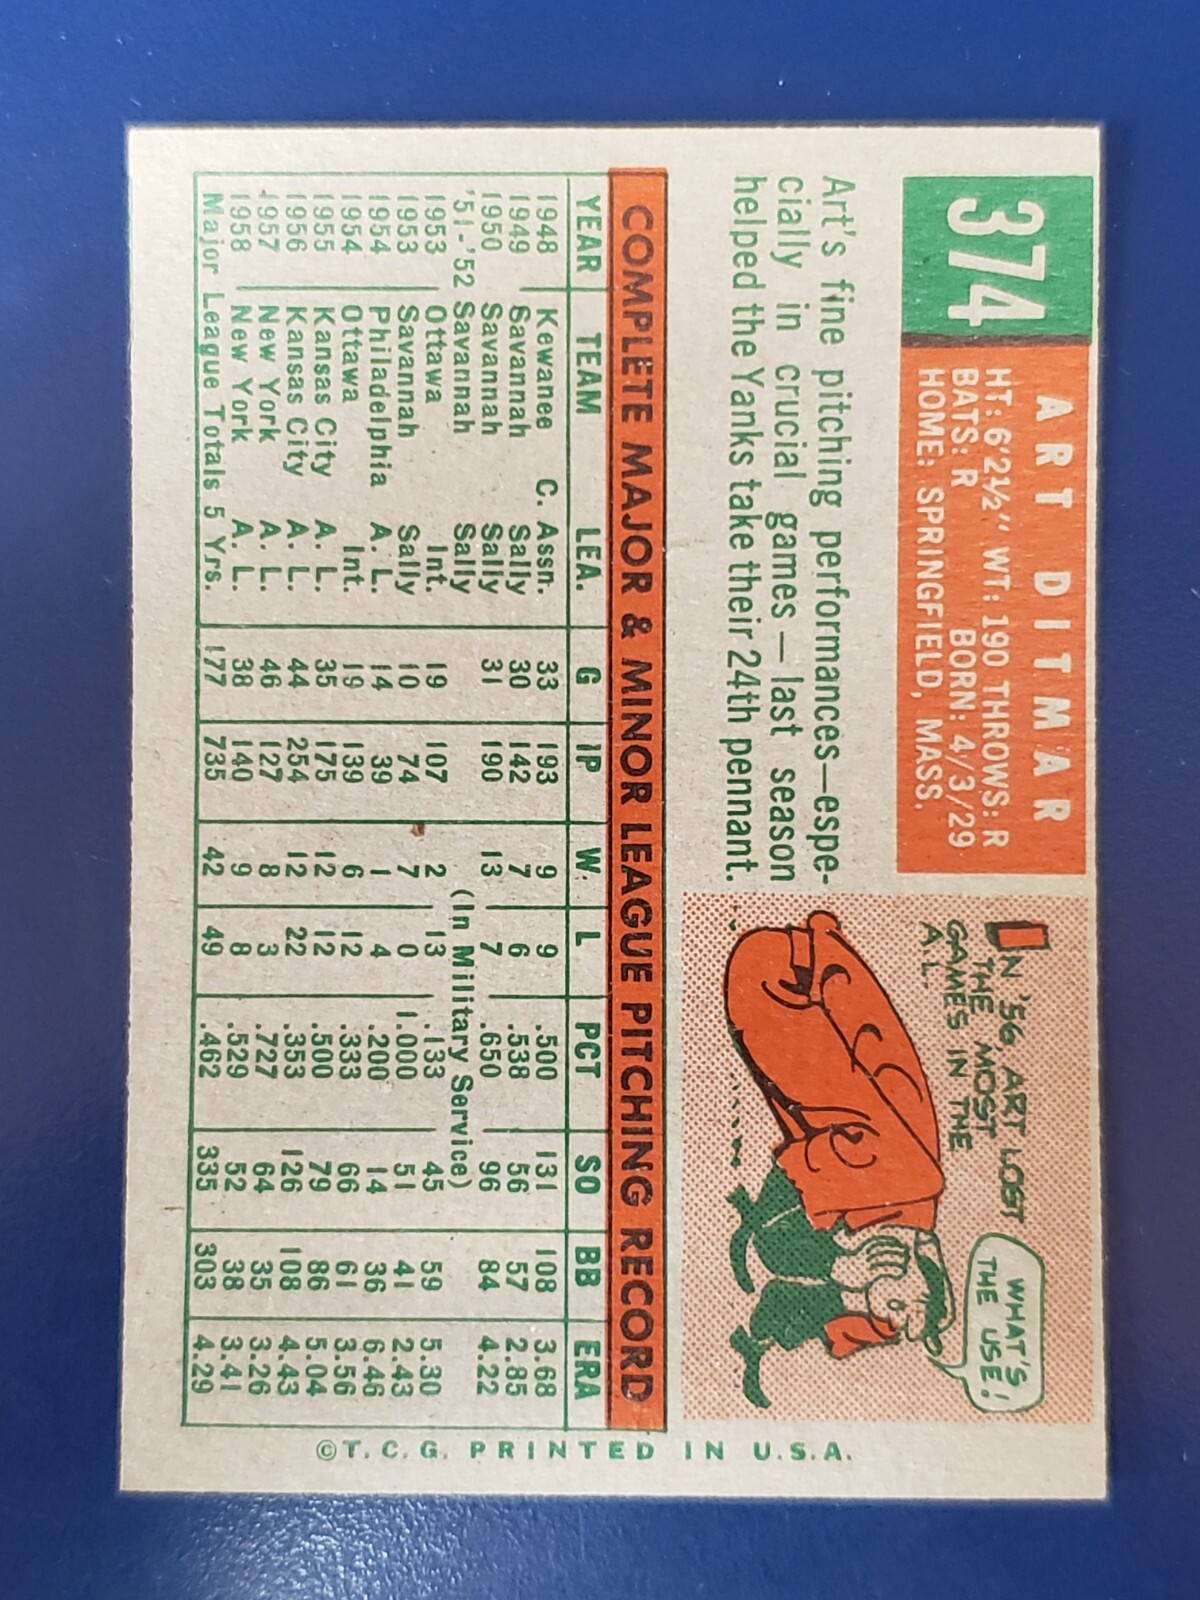 374
ART DITMAR
HT: 6'2½" WT: 190 THROWS: R
BATS: R BORN: 4/3/29
HOME: SPRINGFIELD, MASS.
Art's fine pitching performances—espe-
cially in crucial games—last season
helped the Yanks take their 24th pennant.
IN '56, ART LOST
THE MOST
GAMES IN THE
A.L.
WHAT'S
THE USE!
COMPLETE MAJOR & MINOR LEAGUE PITCHING RECORD
YEAR TEAM LEA. G IP W. L PCT SO BB ERA
1948 Kewanee C. Assn. 33 193 9 9 .500 131 108 3.68
1949 Savannah Sally 30 142 7 6 .538 56 57 2.85
1950 Savannah Sally 31 190 13 7 .650 96 84 4.22
'51-'52 Savannah Sally (In Military Service)
1953 Ottawa Int. 19 107 2 13 .133 45 59 5.30
1953 Savannah Sally 10 74 7 0 1.000 51 41 2.43
1954 Philadelphia A. L. 14 39 1 4 .200 14 36 6.46
1954 Ottawa Int. 19 139 6 12 .333 66 61 3.56
1955 Kansas City A. L. 35 175 12 12 .500 79 86 5.04
1956 Kansas City A. L. 44 254 12 22 .353 126 108 4.43
1957 New York A. L. 46 127 8 3 .727 64 35 3.26
1958 New York A. L. 38 140 9 8 .529 52 38 3.41
Major League Totals 5 Yrs. 177 735 42 49 .462 335 303 4.29
©T.C.G. PRINTED IN U.S.A.